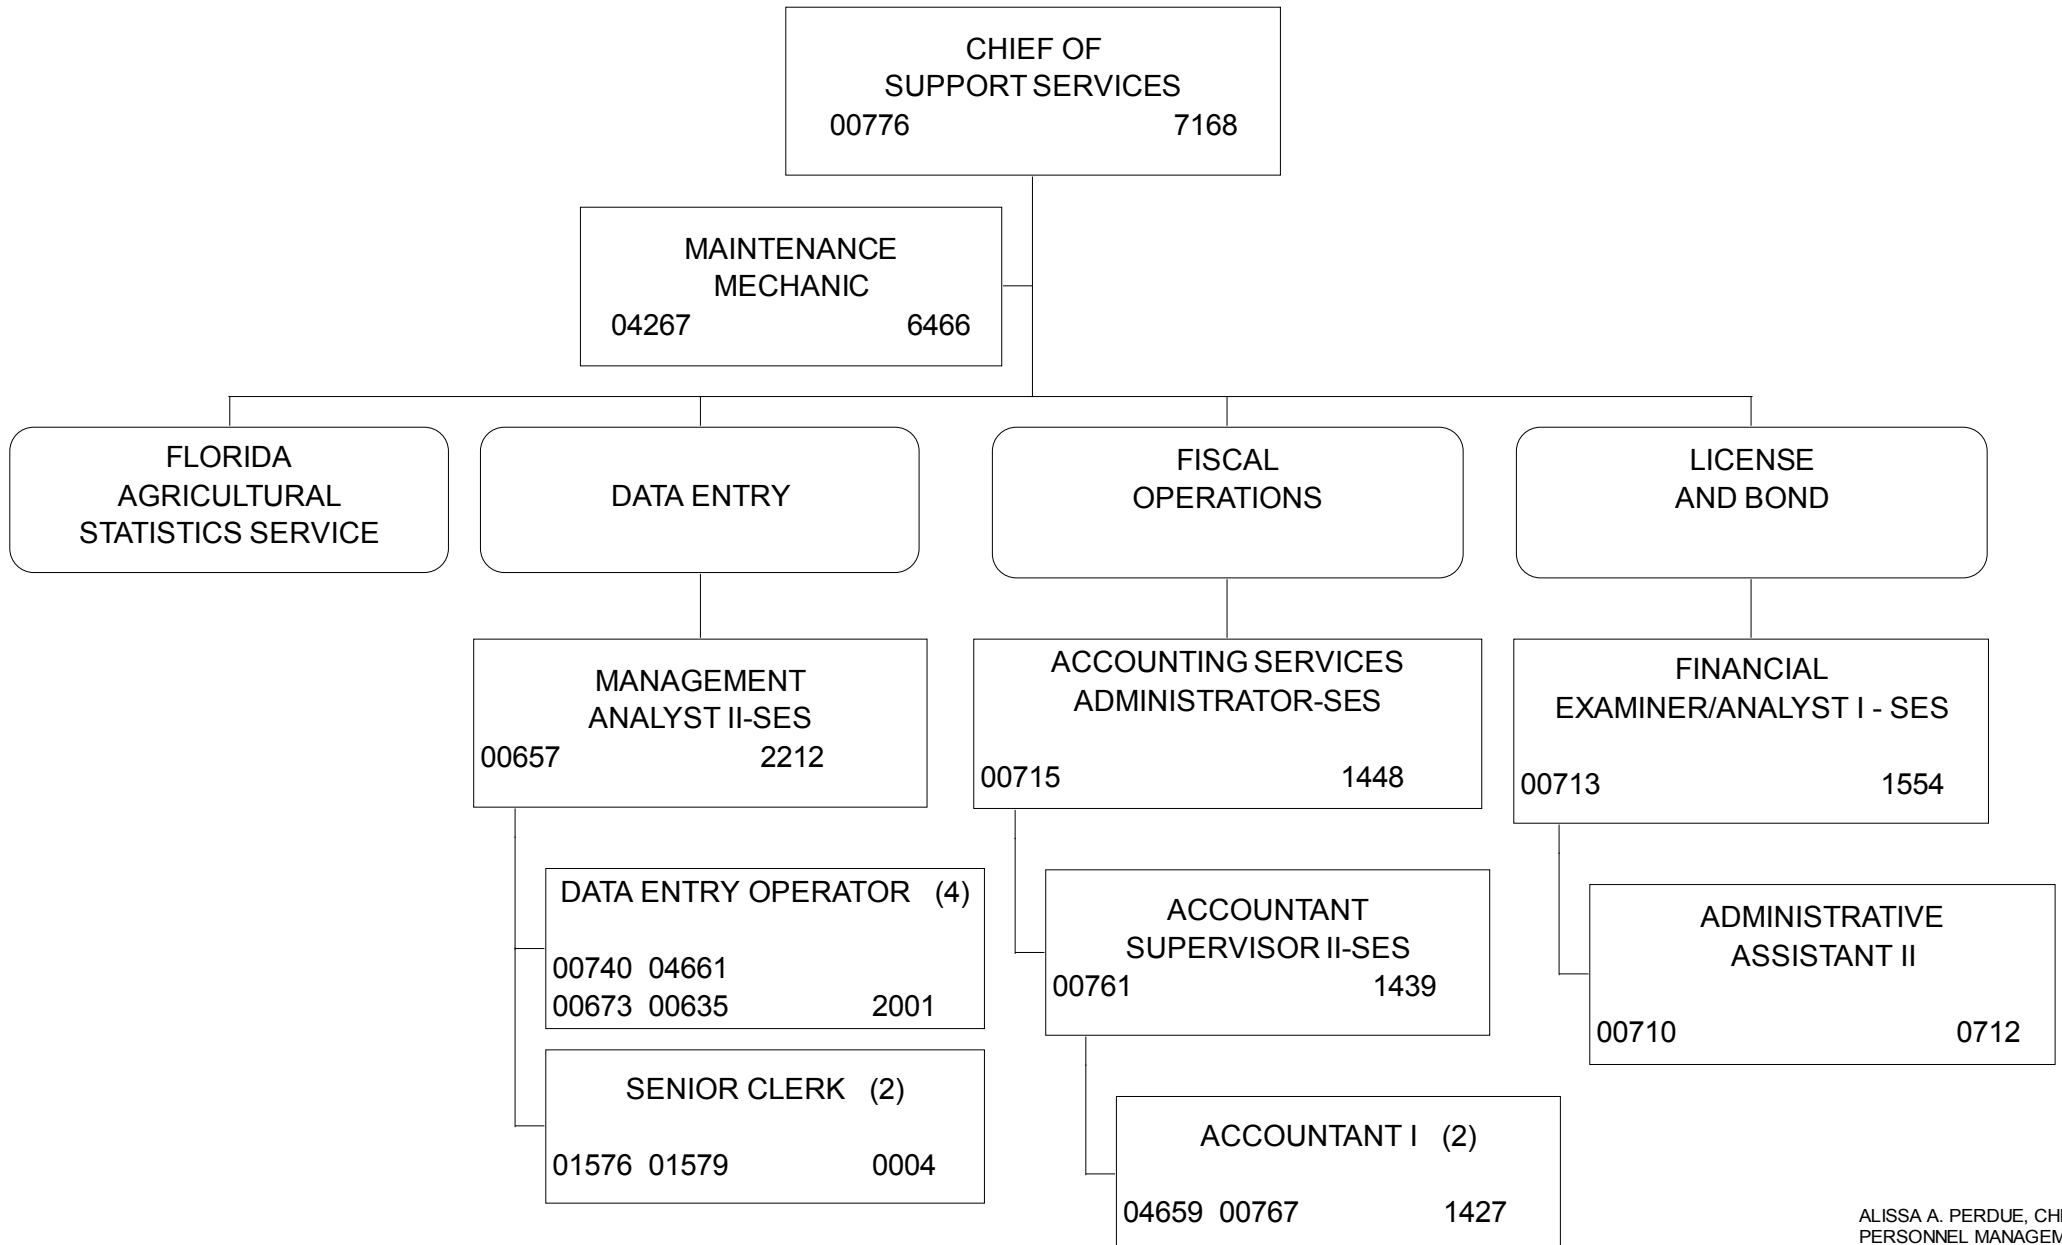 CHIEF OF
SUPPORT SERVICES
00776 7168
MAINTENANCE
MECHANIC
04267 6466
FLORIDA
AGRICULTURAL
STATISTICS SERVICE
DATA ENTRY
FISCAL
OPERATIONS
LICENSE
AND BOND
MANAGEMENT
ANALYST II-SES
00657 2212
ACCOUNTING SERVICES
ADMINISTRATOR-SES
00715 1448
FINANCIAL
EXAMINER/ANALYST I - SES
00713 1554
DATA ENTRY OPERATOR (4)
00740 04661
00673 00635 2001
SENIOR CLERK (2)
01576 01579 0004
ACCOUNTANT
SUPERVISOR II-SES
00761 1439
ACCOUNTANT I (2)
04659 00767 1427
ADMINISTRATIVE
ASSISTANT II
00710 0712
ALISSA A. PERDUE,
PERSONNEL